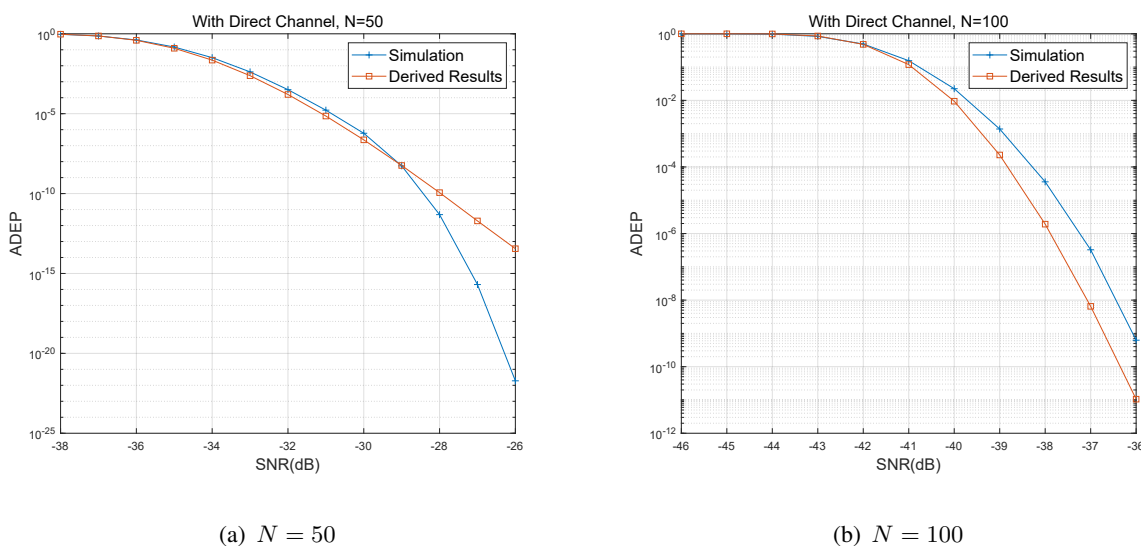 With Direct Channel, N=50
10^0
10^-5
10^-10
10^-15
10^-20
10^-25
ADEP
-38
-36
-34
-32
-30
-28
-26
SNR(dB)
Simulation
Derived Results
(a) N = 50
With Direct Channel, N=100
10^0
10^-2
10^-4
10^-6
10^-8
10^-10
10^-12
ADEP
-46
-45
-44
-43
-42
-41
-40
-39
-38
-37
-36
SNR(dB)
Simulation
Derived Results
(b) N = 100